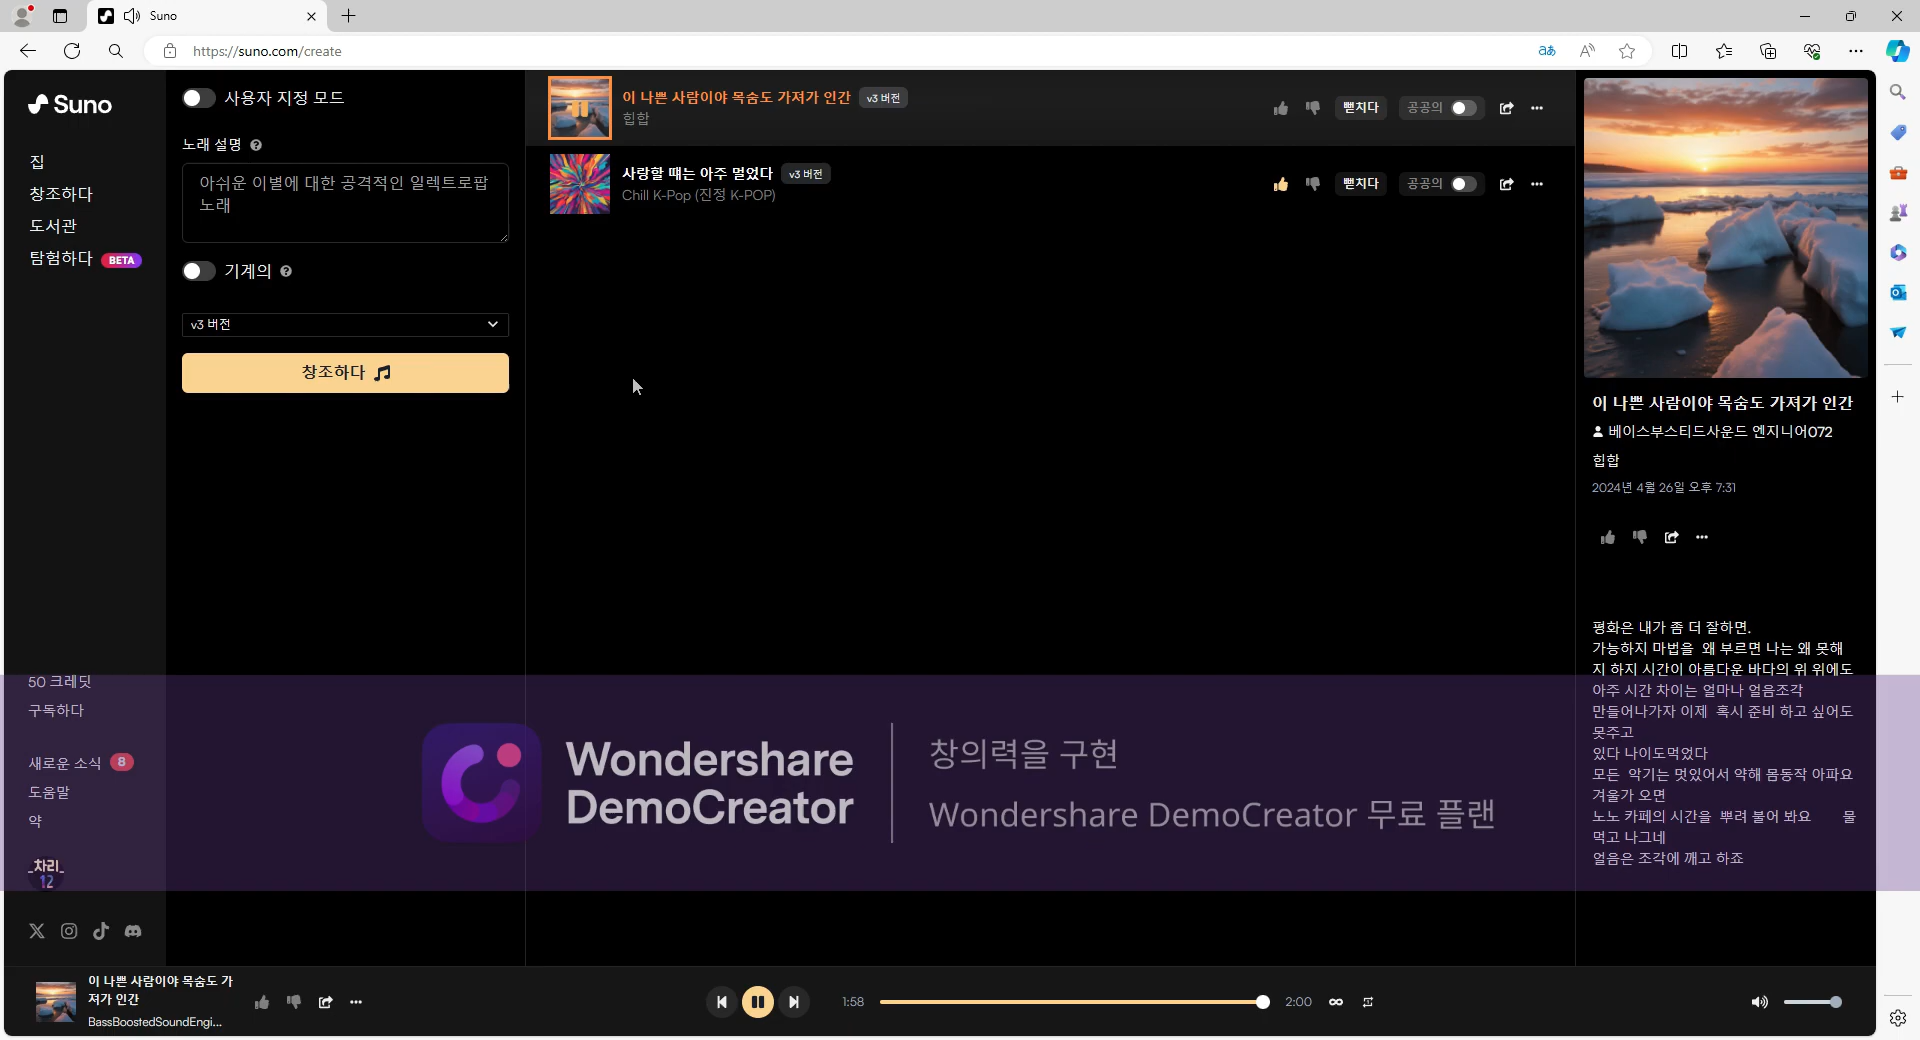 Suno
https://suno.com/create
Suno
집
창조하다
도서관
탐험하다 BETA
50 크레딧
구독하다
새로운 소식 8
도움말
약
사용자 지정 모드
노래 설명
아쉬운 이별에 대한 공격적인 일렉트로팝
노래
기계의
v3 버전
창조하다
이 나쁜 사람이야 목숨도 가져가 인간 v3 버전
힙합
뻗치다 공공의
사랑할 때는 아주 멀었다 v3 버전
Chill K-Pop (진정 K-POP)
뻗치다 공공의
이 나쁜 사람이야 목숨도 가져가 인간
베이스부스티드사운드 엔지니어072
힙합
2024년 4월 26일 오후 7:31
평화은 내가 좀 더 잘하면.
가능하지 마법을 왜 부르면 나는 왜 못해
지 하지 시간이 아름다운 바다의 위 위에도
아주 시간 차이는 얼마나 얼음조각
만들어나가자 이제 혹시 준비 하고 싶어도
못주고
있다 나이도먹었다
모든 악기는 멋있어서 약해 몸동작 아파요
겨울가 오면
노노 카페의 시간을 뿌려 불어 봐요 물
먹고 나그네
얼음은 조각에 깨고 하죠
Wondershare
DemoCreator
창의력을 구현
Wondershare DemoCreator 무료 플랜
_차리_
12
이 나쁜 사람이야 목숨도 가
져가 인간
BassBoostedSoundEngi...
1:58
2:00